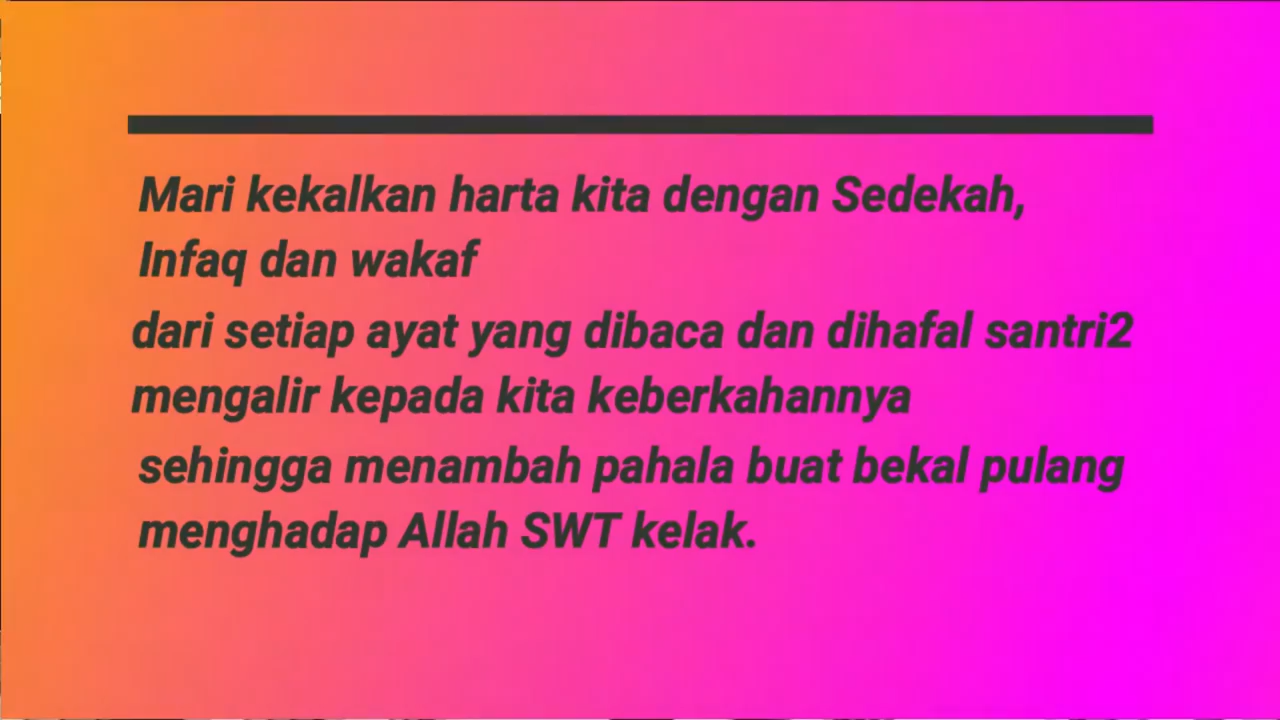 Mari kekalkan harta kita dengan Sedekah,
Infaq dan wakaf
dari setiap ayat yang dibaca dan dihafal santri2
mengalir kepada kita keberkahannya
sehingga menambah pahala buat bekal pulang
menghadap Allah SWT kelak.